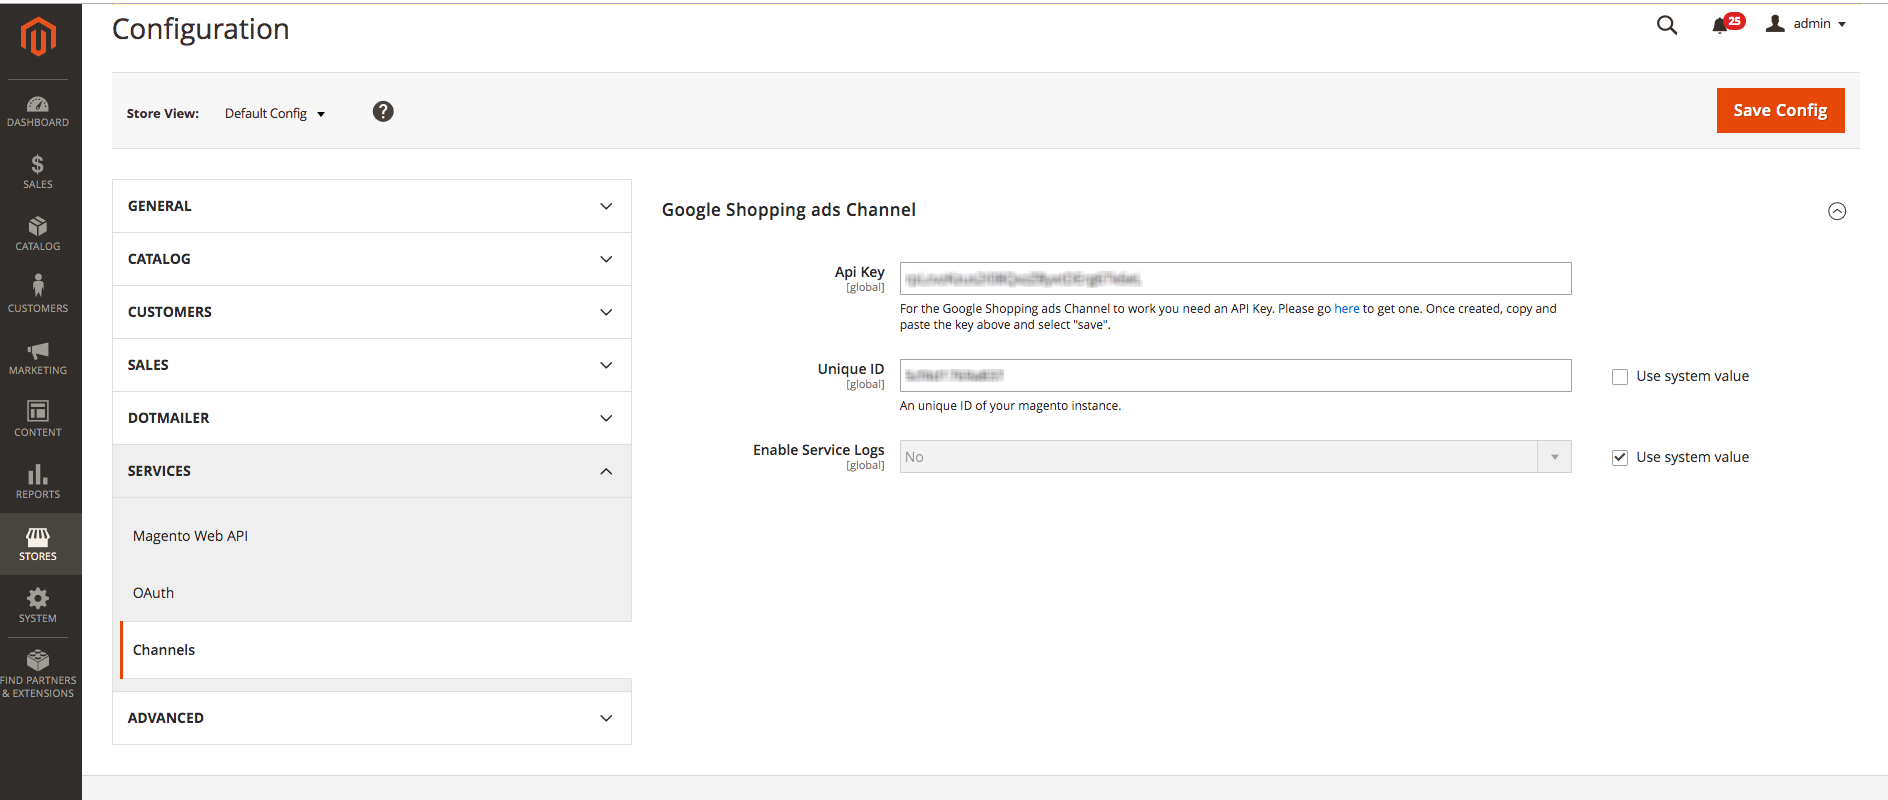 Configuration
25
admin
Store View:
Default Config
?
Save Config
DASHBOARD
SALES
CATALOG
CUSTOMERS
MARKETING
CONTENT
REPORTS
STORES
SYSTEM
FIND PARTNERS
& EXTENSIONS
GENERAL
CATALOG
CUSTOMERS
SALES
DOTMAILER
SERVICES
Magento Web API
OAuth
Channels
ADVANCED
Google Shopping ads Channel
Api Key
[global]
For the Google Shopping ads Channel to work you need an API Key. Please go here to get one. Once created, copy and
paste the key above and select "save".
Unique ID
[global]
Use system value
An unique ID of your magento instance.
Enable Service Logs
[global]
No
Use system value